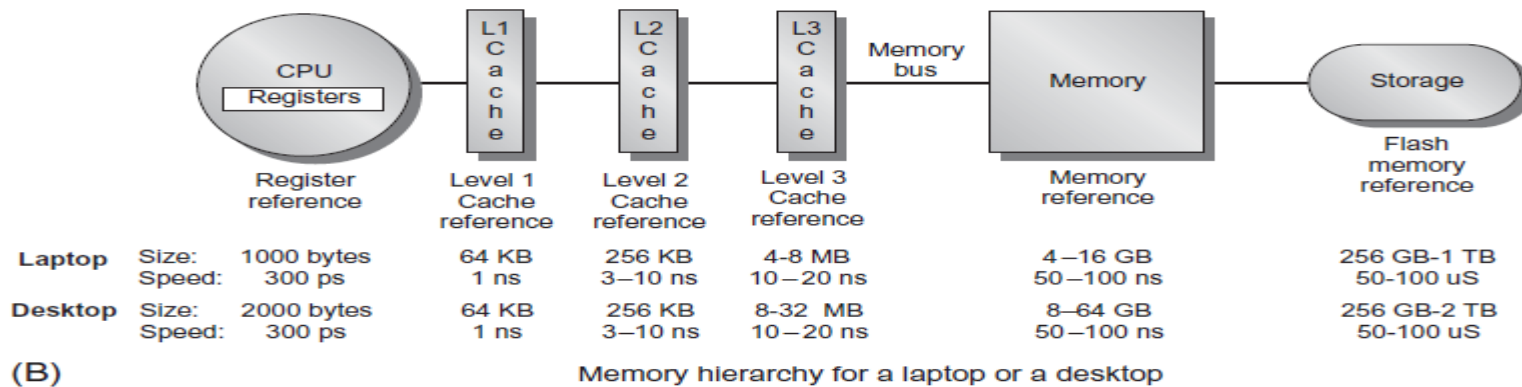 CPU
Registers
L1
C
a
c
h
e
L2
C
a
c
h
e
L3
C
a
c
h
e
Memory
bus
Memory
Storage
Register
reference
Level 1
Cache
reference
Level 2
Cache
reference
Level 3
Cache
reference
Memory
reference
Flash
memory
reference
Laptop Size: 1000 bytes 64 KB 256 KB 4-8 MB 4–16 GB 256 GB-1 TB
Speed: 300 ps 1 ns 3–10 ns 10–20 ns 50–100 ns 50-100 uS
Desktop Size: 2000 bytes 64 KB 256 KB 8-32 MB 8–64 GB 256 GB-2 TB
Speed: 300 ps 1 ns 3–10 ns 10–20 ns 50–100 ns 50-100 uS
(B) Memory hierarchy for a laptop or a desktop